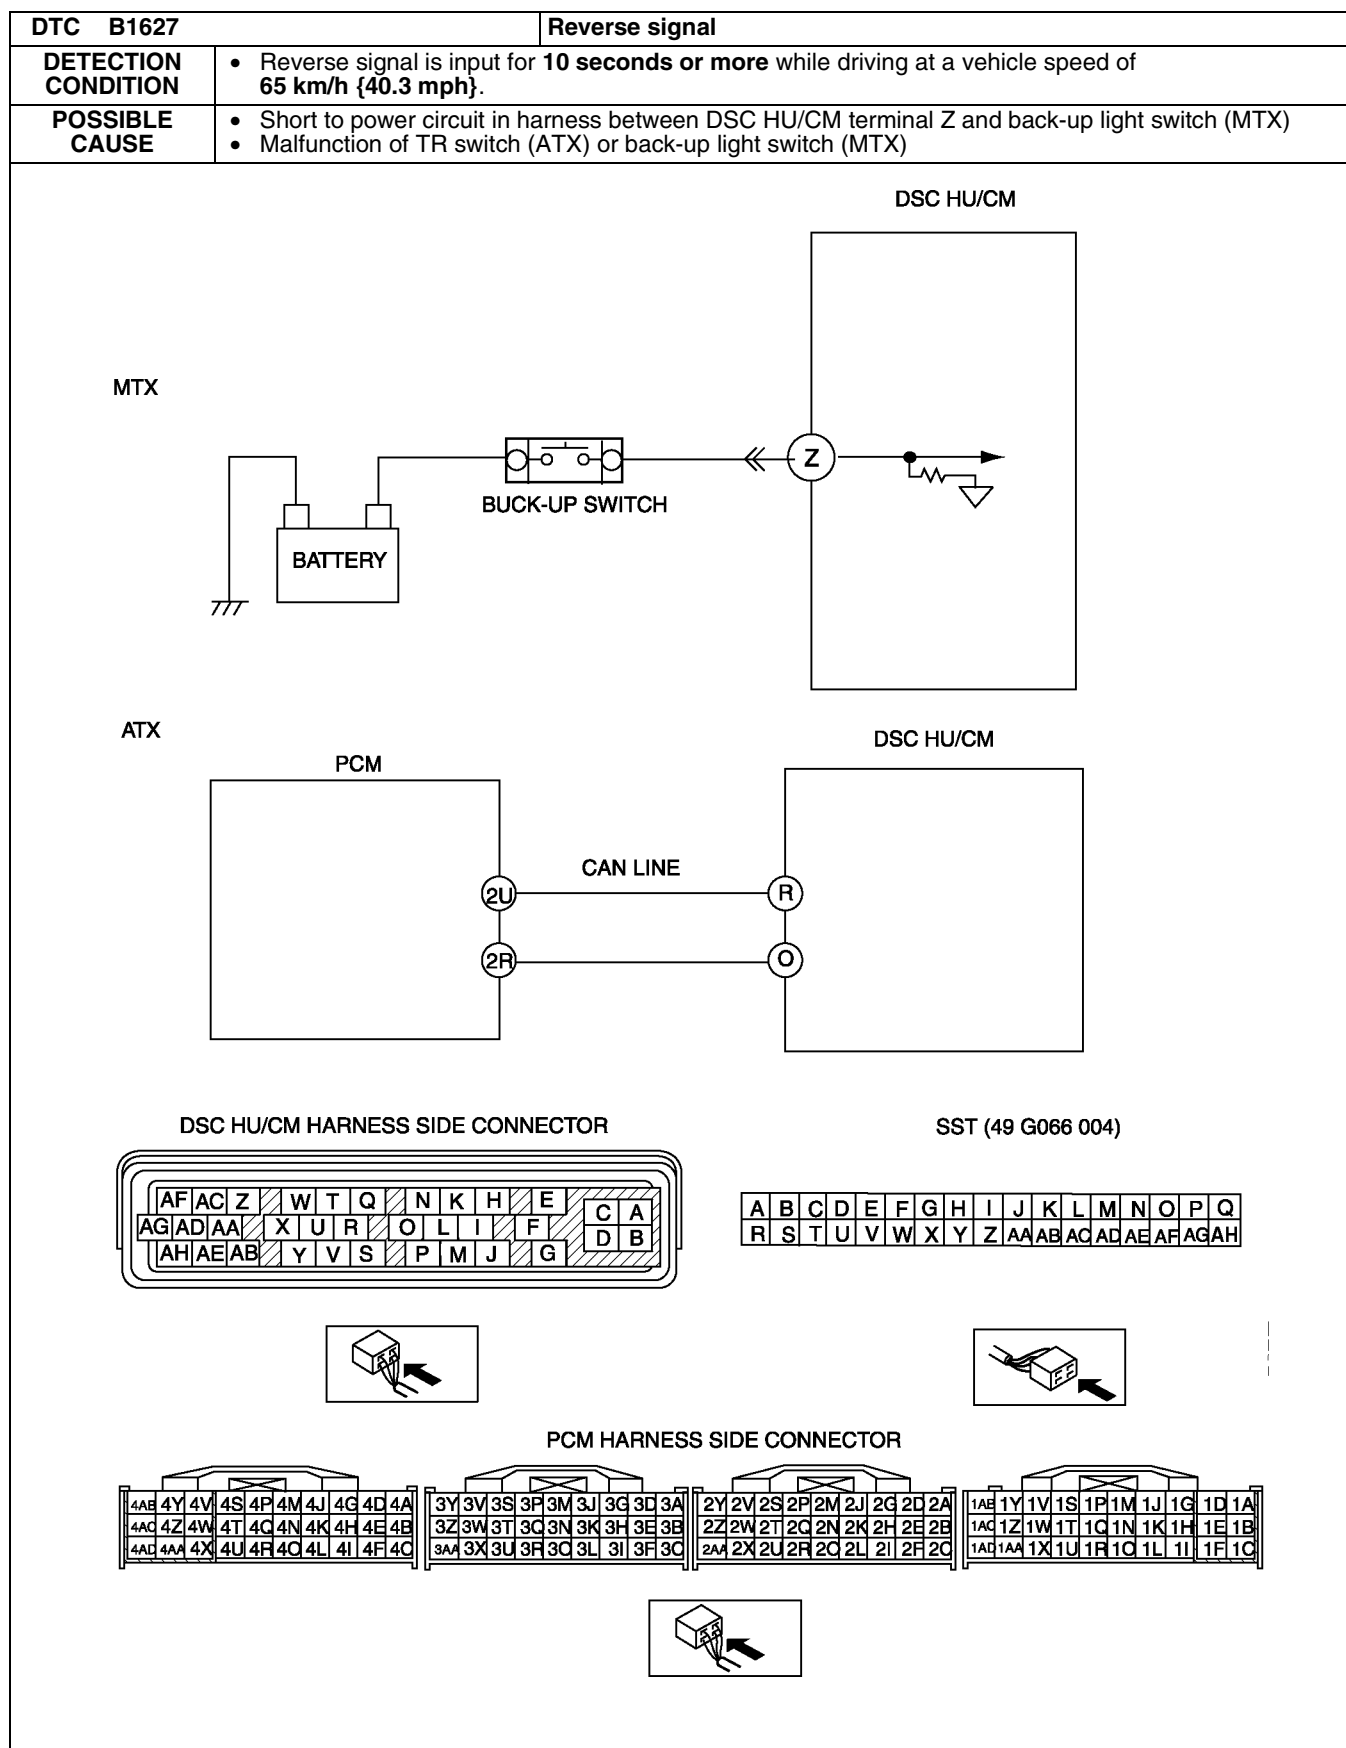 DTC B1627 Reverse signal
DETECTION CONDITION
• Reverse signal is input for 10 seconds or more while driving at a vehicle speed of
65 km/h {40.3 mph}.
POSSIBLE CAUSE
• Short to power circuit in harness between DSC HU/CM terminal Z and back-up light switch (MTX)
• Malfunction of TR switch (ATX) or back-up light switch (MTX)
DSC HU/CM
MTX
Z
BUCK-UP SWITCH
BATTERY
ATX
DSC HU/CM
PCM
CAN LINE
2U R
2R O
DSC HU/CM HARNESS SIDE CONNECTOR
AF AC Z W T Q N K H E
C A
AG AD AA X U R O L I F
D B
AH AE AB Y V S P M J G
SST (49 G066 004)
A B C D E F G H I J K L M N O P Q
R S T U V W X Y Z AA AB AC AD AE AF AG AH
PCM HARNESS SIDE CONNECTOR
4AB 4Y 4V 4S 4P 4M 4J 4G 4D 4A
4AC 4Z 4W 4T 4Q 4N 4K 4H 4E 4B
4AD 4AA 4X 4U 4R 4O 4L 4I 4F 4C
3Y 3V 3S 3P 3M 3J 3G 3D 3A
3Z 3W 3T 3Q 3N 3K 3H 3E 3B
3AA 3X 3U 3R 3O 3L 3I 3F 3C
2Y 2V 2S 2P 2M 2J 2G 2D 2A
2Z 2W 2T 2Q 2N 2K 2H 2E 2B
2AA 2X 2U 2R 2O 2L 2I 2F 2C
1AB 1Y 1V 1S 1P 1M 1J 1G 1D 1A
1AC 1Z 1W 1T 1Q 1N 1K 1H 1E 1B
1AD 1AA 1X 1U 1R 1O 1L 1I 1F 1C